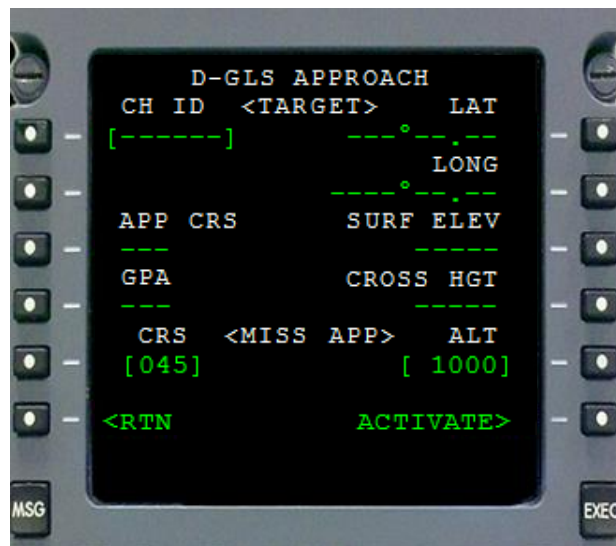 D-GLS APPROACH
CH ID <TARGET> LAT
[------] ---°--.--
LONG
----°--.--
APP CRS SURF ELEV
--- -----
GPA CROSS HGT
--- -----
CRS <MISS APP> ALT
[045] [ 1000]
<RTN ACTIVATE>
MSG EXEC